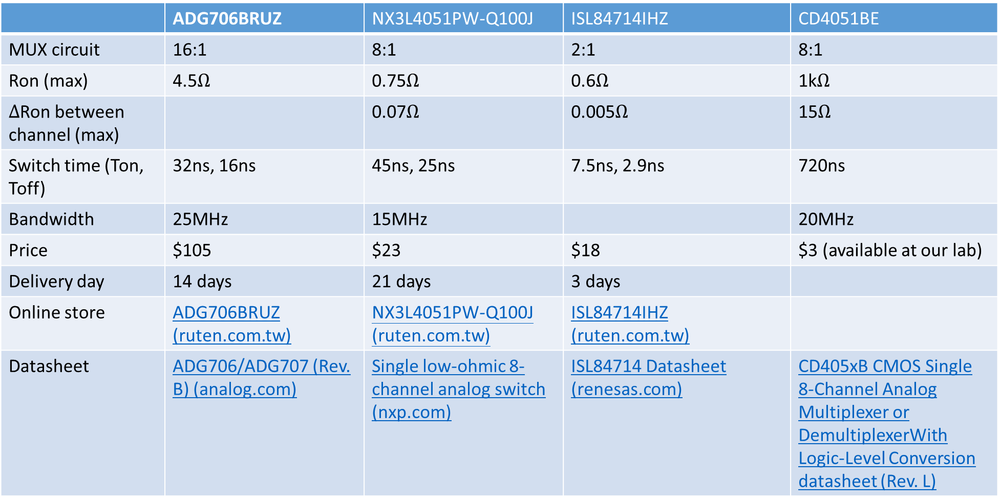 ADG706BRUZ NX3L4051PW-Q100J ISL84714IHZ CD4051BE
MUX circuit 16:1 8:1 2:1 8:1
Ron (max) 4.5Ω 0.75Ω 0.6Ω 1kΩ
ΔRon between
channel (max)
0.07Ω 0.005Ω 15Ω
Switch time (Ton,
Toff)
32ns, 16ns 45ns, 25ns 7.5ns, 2.9ns 720ns
Bandwidth 25MHz 15MHz 20MHz
Price $105 $23 $18 $3 (available at our lab)
Delivery day 14 days 21 days 3 days
Online store
ADG706BRUZ
(ruten.com.tw)
NX3L4051PW-Q100J
(ruten.com.tw)
ISL84714IHZ
(ruten.com.tw)
Datasheet
ADG706/ADG707 (Rev.
B) (analog.com)
Single low-ohmic 8-
channel analog switch
(nxp.com)
ISL84714 Datasheet
(renesas.com)
CD405xB CMOS Single
8-Channel Analog
Multiplexer or
DemultiplexerWith
Logic-Level Conversion
datasheet (Rev. L)